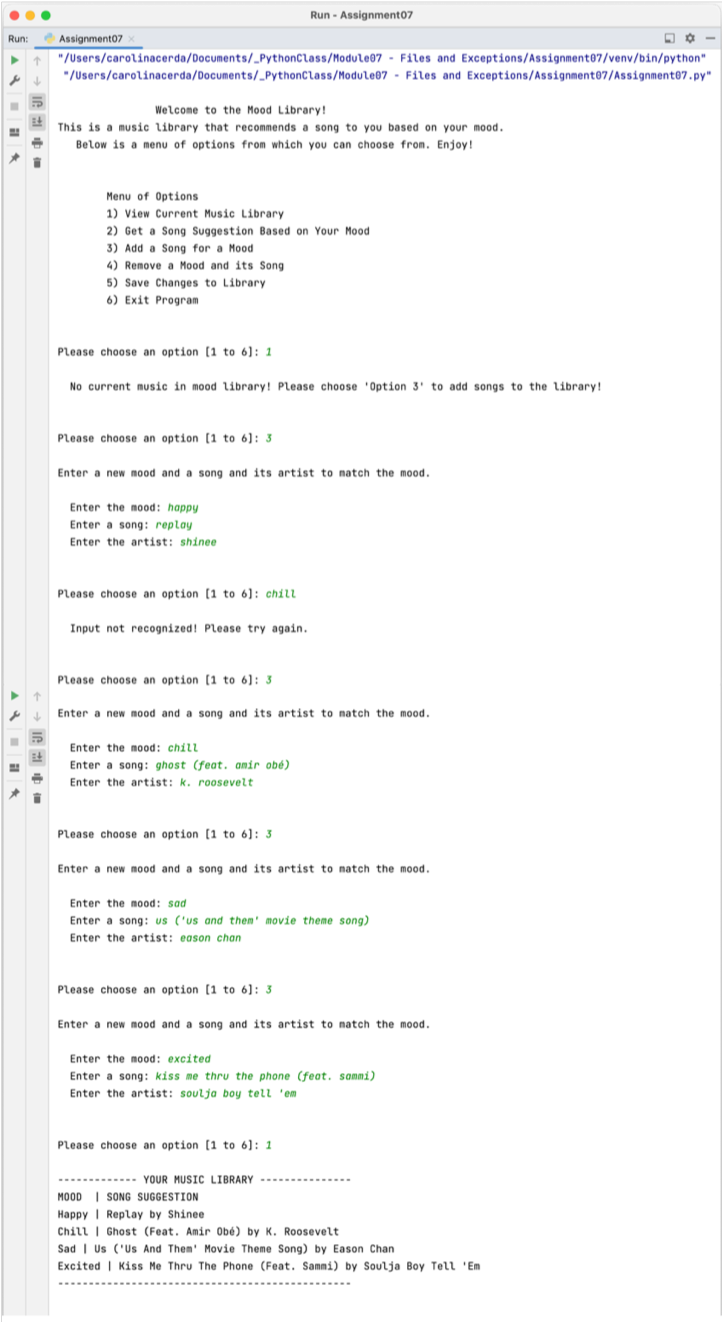 Run - Assignment07
Run: Assignment07
"/Users/carolinacerda/Documents/_PythonClass/Module07 - Files and Exceptions/Assignment07/venv/bin/python"
"/Users/carolinacerda/Documents/_PythonClass/Module07 - Files and Exceptions/Assignment07/Assignment07.py"
Welcome to the Mood Library!
This is a music library that recommends a song to you based on your mood.
Below is a menu of options from which you can choose from. Enjoy!
Menu of Options
1) View Current Music Library
2) Get a Song Suggestion Based on Your Mood
3) Add a Song for a Mood
4) Remove a Mood and its Song
5) Save Changes to Library
6) Exit Program
Please choose an option [1 to 6]: 1
No current music in mood library! Please choose 'Option 3' to add songs to the library!
Please choose an option [1 to 6]: 3
Enter a new mood and a song and its artist to match the mood.
Enter the mood: happy
Enter a song: replay
Enter the artist: shinee
Please choose an option [1 to 6]: chill
Input not recognized! Please try again.
Please choose an option [1 to 6]: 3
Enter a new mood and a song and its artist to match the mood.
Enter the mood: chill
Enter a song: ghost (feat. amir obé)
Enter the artist: k. roosevelt
Please choose an option [1 to 6]: 3
Enter a new mood and a song and its artist to match the mood.
Enter the mood: sad
Enter a song: us ('us and them' movie theme song)
Enter the artist: eason chan
Please choose an option [1 to 6]: 3
Enter a new mood and a song and its artist to match the mood.
Enter the mood: excited
Enter a song: kiss me thru the phone (feat. sammi)
Enter the artist: soulja boy tell 'em
Please choose an option [1 to 6]: 1
------------- YOUR MUSIC LIBRARY ---------------
MOOD | SONG SUGGESTION
Happy | Replay by Shinee
Chill | Ghost (Feat. Amir Obé) by K. Roosevelt
Sad | Us ('Us And Them' Movie Theme Song) by Eason Chan
Excited | Kiss Me Thru The Phone (Feat. Sammi) by Soulja Boy Tell 'Em
------------------------------------------------